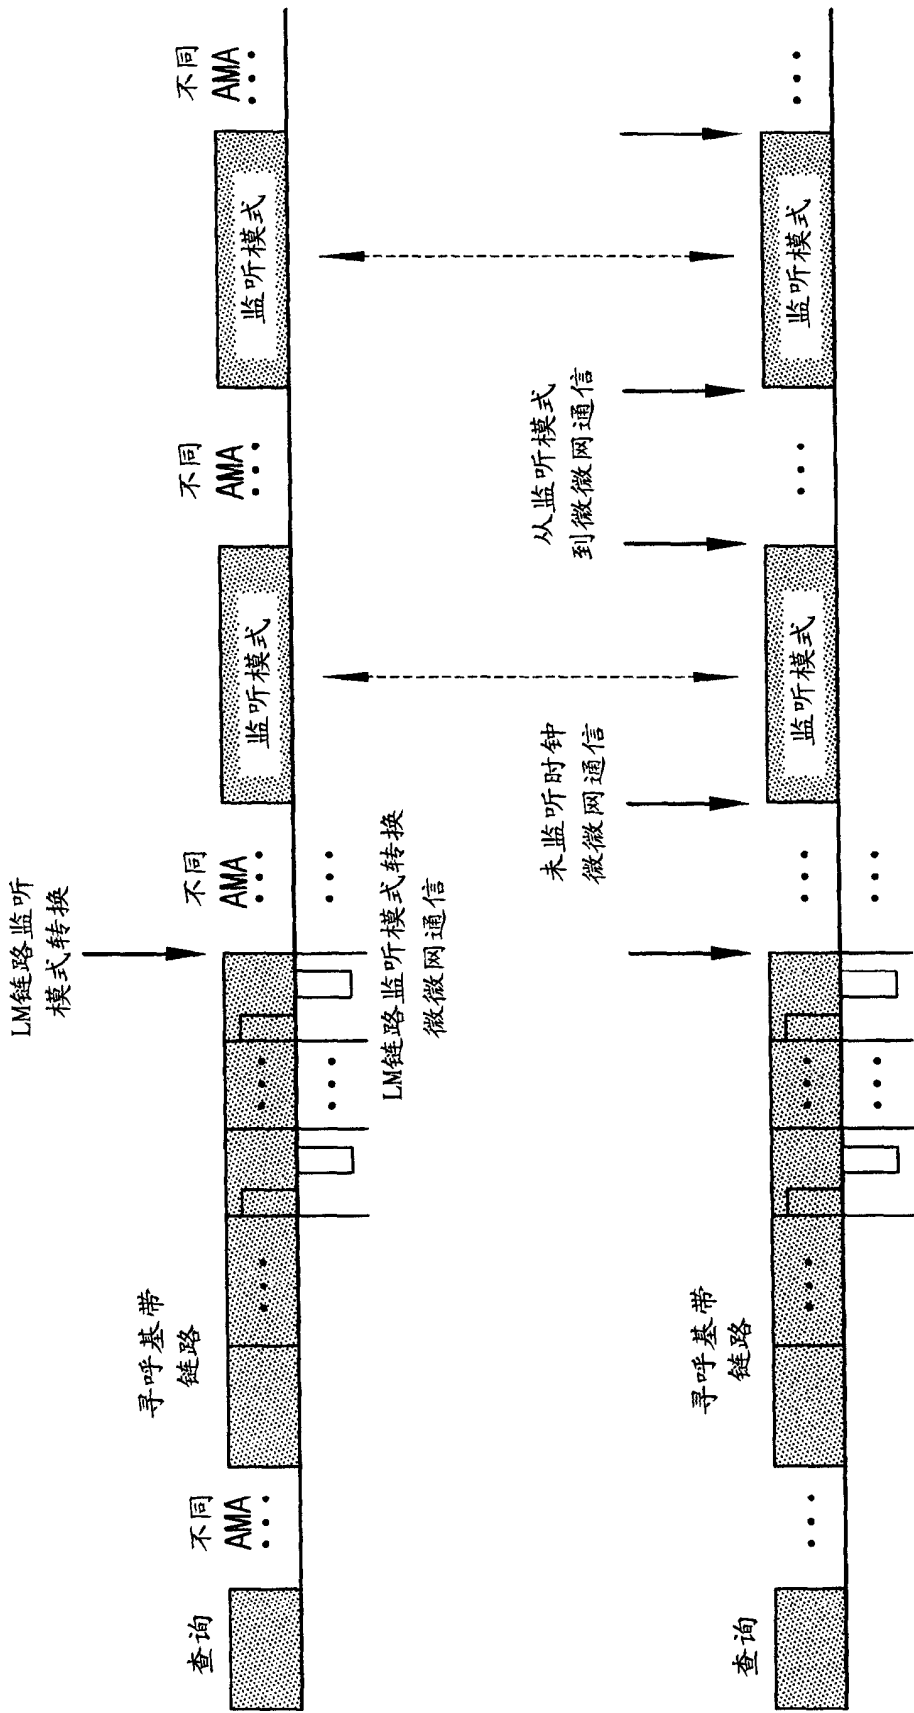 查询
不同
AMA
寻呼基带
链路
LM链路监听
模式转换
不同
AMA
监听模式
不同
AMA
监听模式
不同
AMA
LM链路监听模式转换
微微网通信
未监听时钟
微微网通信
从监听模式
到微微网通信
查询
寻呼基带
链路
监听模式
监听模式